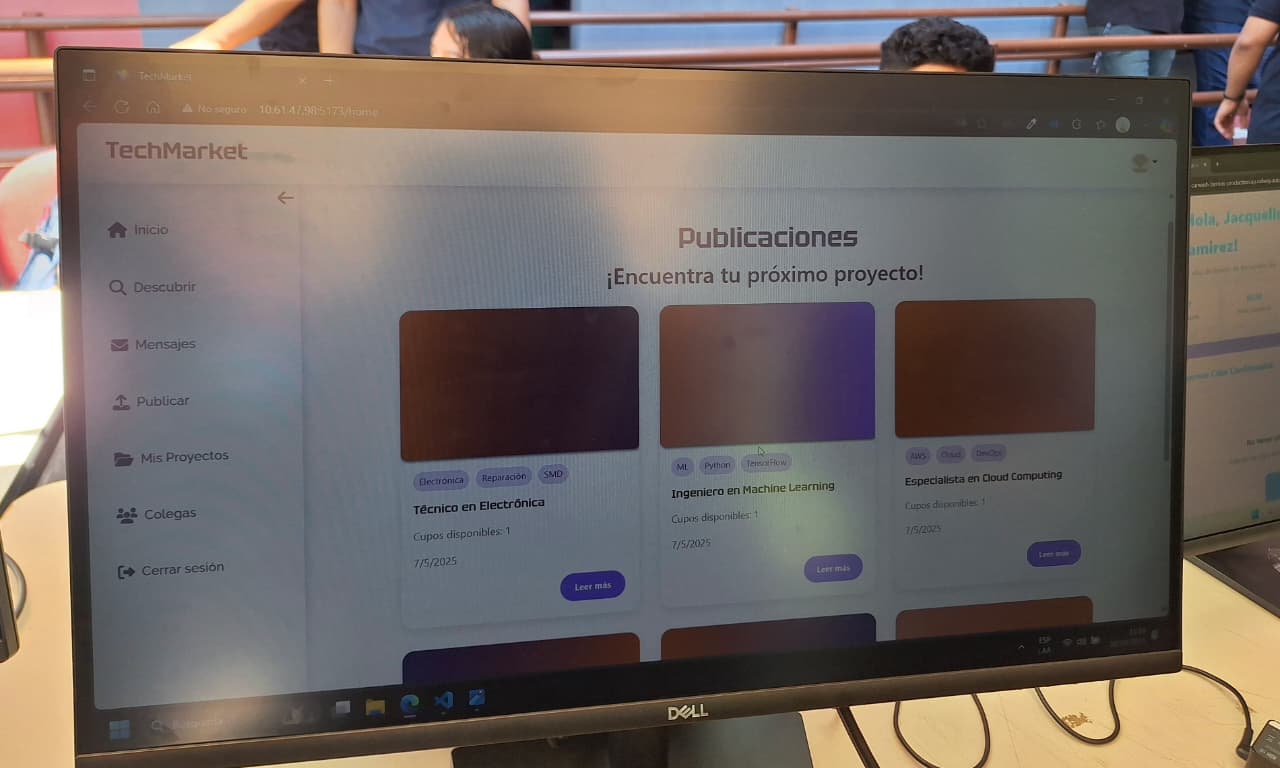 TechMarket
No seguro 10.61.47.98:5173/home
TechMarket
Inicio
Descubrir
Mensajes
Publicar
Mis Proyectos
Colegas
Cerrar sesión
Publicaciones
¡Encuentra tu próximo proyecto!
Electrónica Reparación SMD
Técnico en Electrónica
Cupos disponibles: 1
7/5/2025
Leer más
ML Python TensorFlow
Ingeniero en Machine Learning
Cupos disponibles: 1
7/5/2025
Leer más
AWS Cloud DevOps
Especialista en Cloud Computing
Cupos disponibles: 1
7/5/2025
Leer más
Búsqueda
ESP
LAA
DELL
Hola, Jacqueli
amirez!